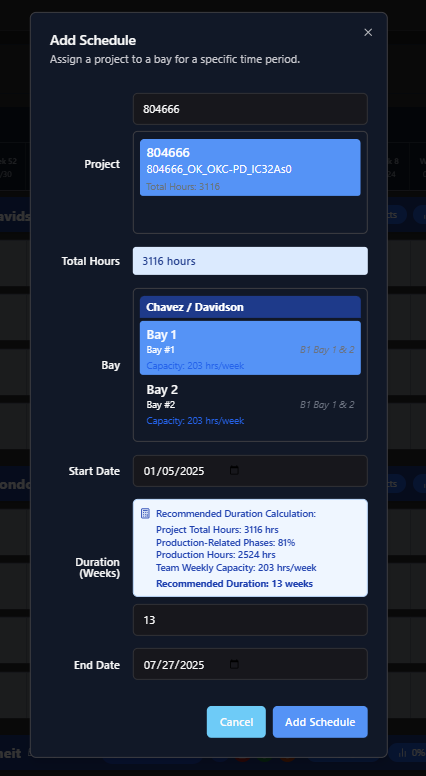 Add Schedule
Assign a project to a bay for a specific time period.
804666
Project
804666
804666_OK_OKC-PD_IC32As0
Total Hours: 3116
Total Hours
3116 hours
Bay
Chavez / Davidson
Bay 1
Bay #1
B1 Bay 1 & 2
Capacity: 203 hrs/week
Bay 2
Bay #2
B1 Bay 1 & 2
Capacity: 203 hrs/week
Start Date
01/05/2025
Duration
(Weeks)
Recommended Duration Calculation:
Project Total Hours: 3116 hrs
Production-Related Phases: 81%
Production Hours: 2524 hrs
Team Weekly Capacity: 203 hrs/week
Recommended Duration: 13 weeks
13
End Date
07/27/2025
Cancel
Add Schedule
0%